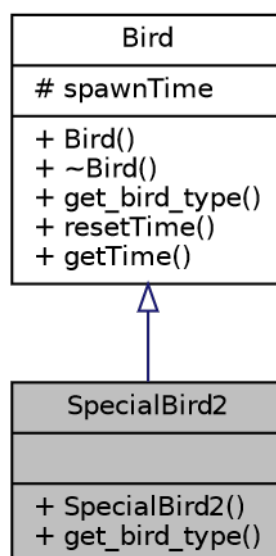 Bird
# spawnTime
+ Bird()
+ ~Bird()
+ get_bird_type()
+ resetTime()
+ getTime()
SpecialBird2
+ SpecialBird2()
+ get_bird_type()